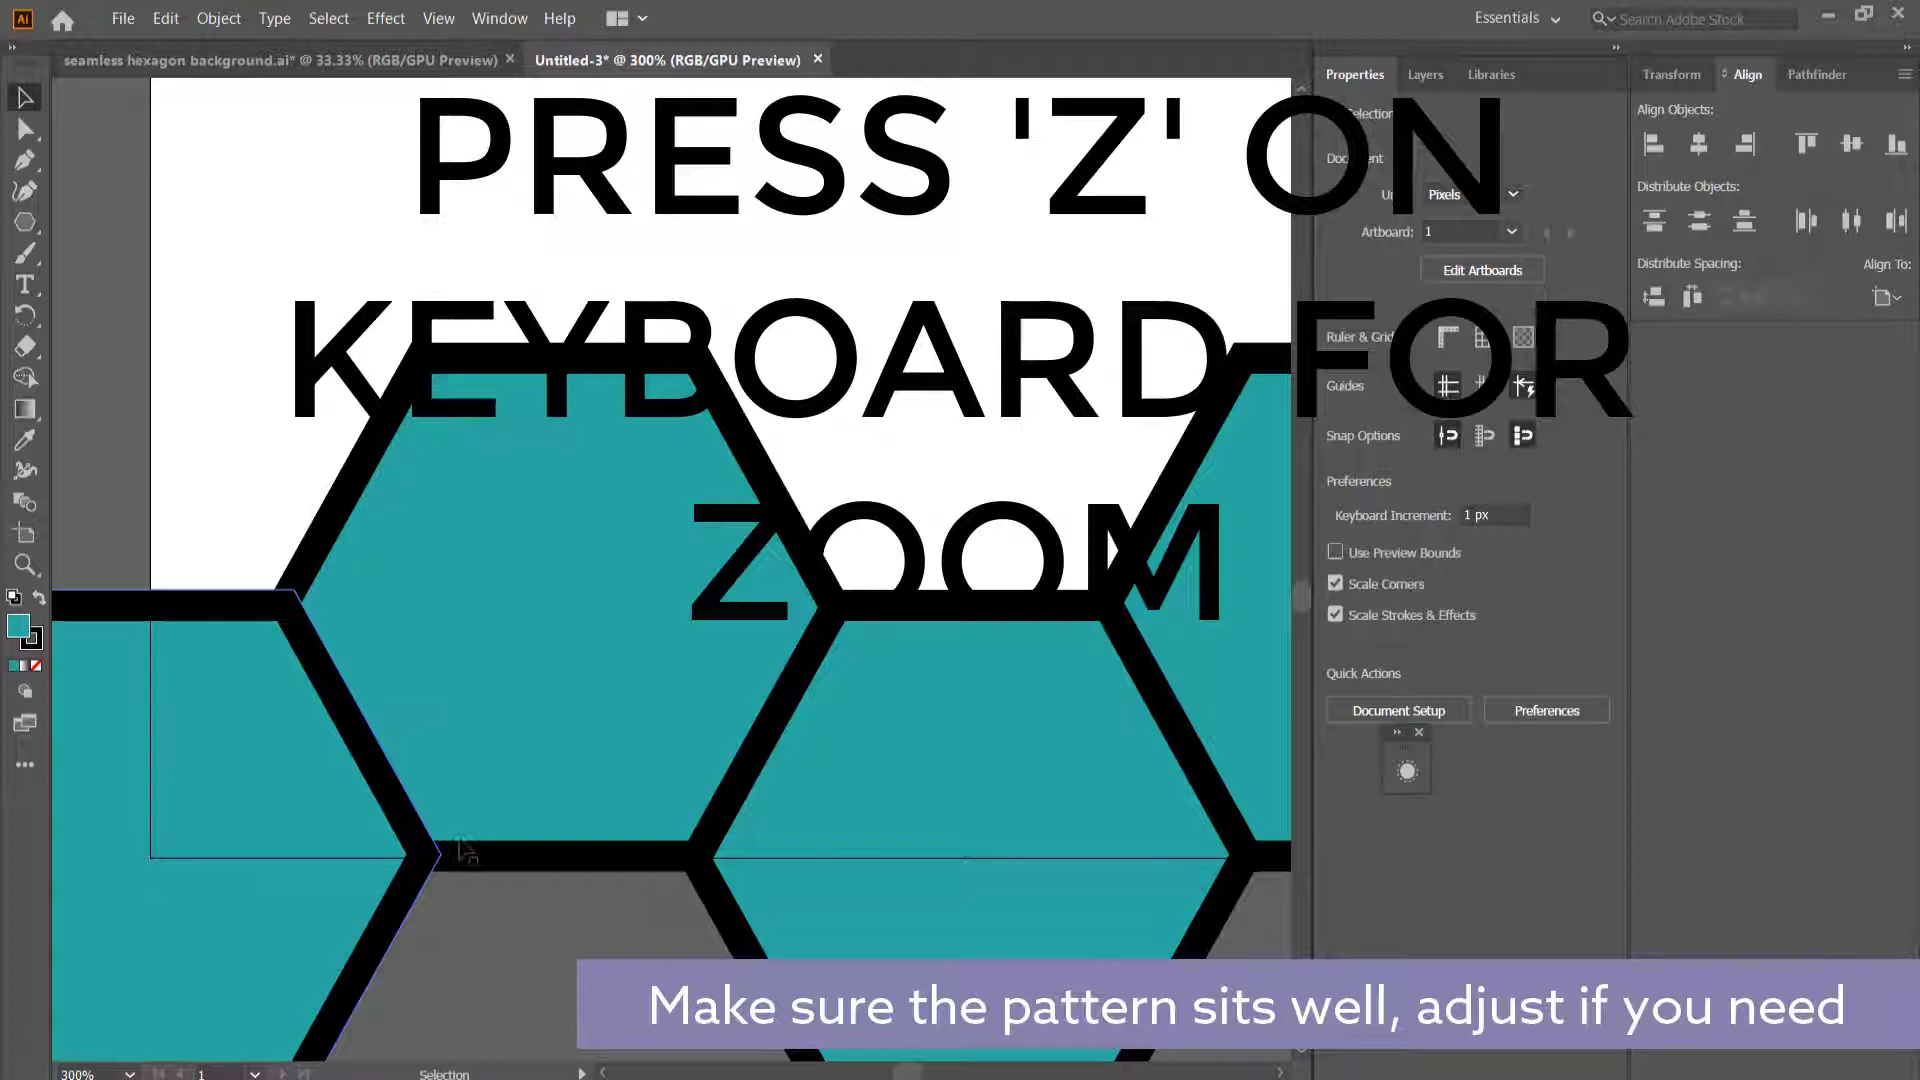 Ai File Edit Object Type Select Effect View Window Help Essentials Search Adobe Stock
seamless hexagon background.ai* @ 33.33% (RGB/GPU Preview) Untitled-3* @ 300% (RGB/GPU Preview)
Properties Layers Libraries
Transform Align Pathfinder
PRESS 'Z' ON
KEYBOARD FOR
ZOOM
Document
Pixels
Artboard: 1
Edit Artboards
Guides
Snap Options
Preferences
Keyboard Increment: 1 px
Use Preview Bounds
Scale Corners
Scale Strokes & Effects
Quick Actions
Document Setup Preferences
Align Objects:
Distribute Objects:
Distribute Spacing: Align To:
Make sure the pattern sits well, adjust if you need
300% 1 Selection